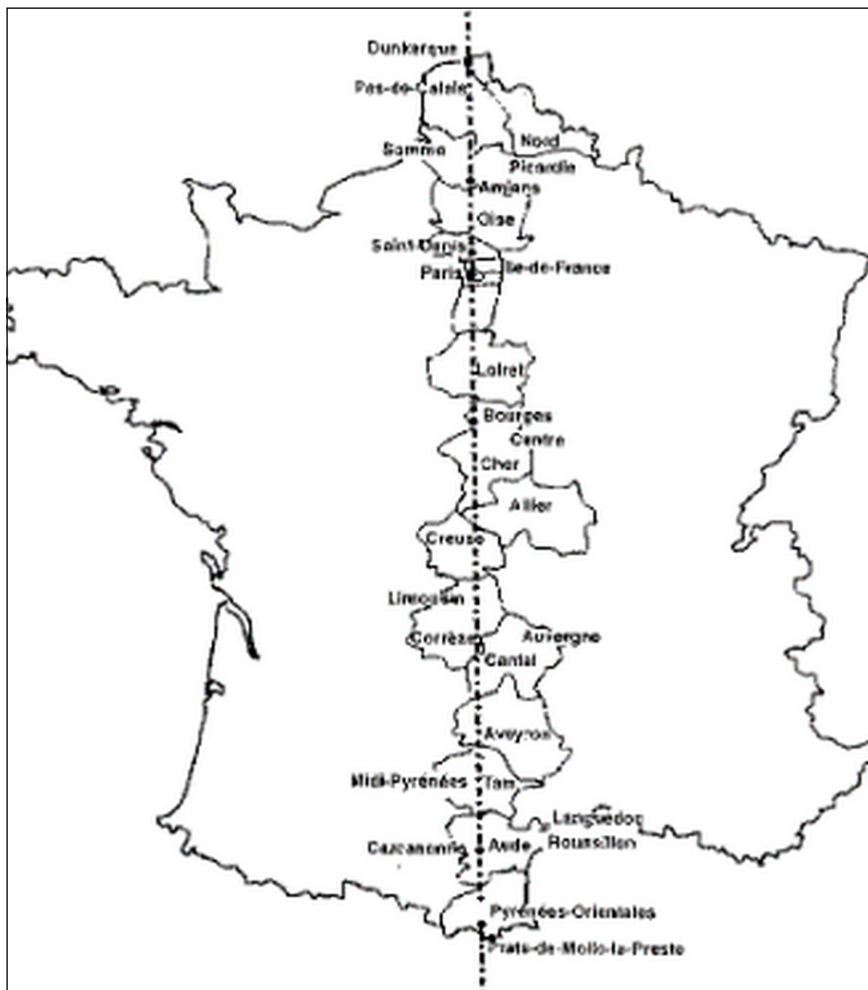 Dunkerque
Pas-de-Calais
Nord
Somme
Picardie
Amiens
Oise
Saint-Denis
Ile-de-France
Paris
Loiret
Bourges
Centre
Cher
Allier
Creuse
Limousin
Corrèze
Auvergne
Cantal
Aveyron
Midi-Pyrénées
Tarn
Languedoc
Carcasonne
Aude
Roussillon
Pyrénées-Orientales
Prats-de-Mollo-la-Preste